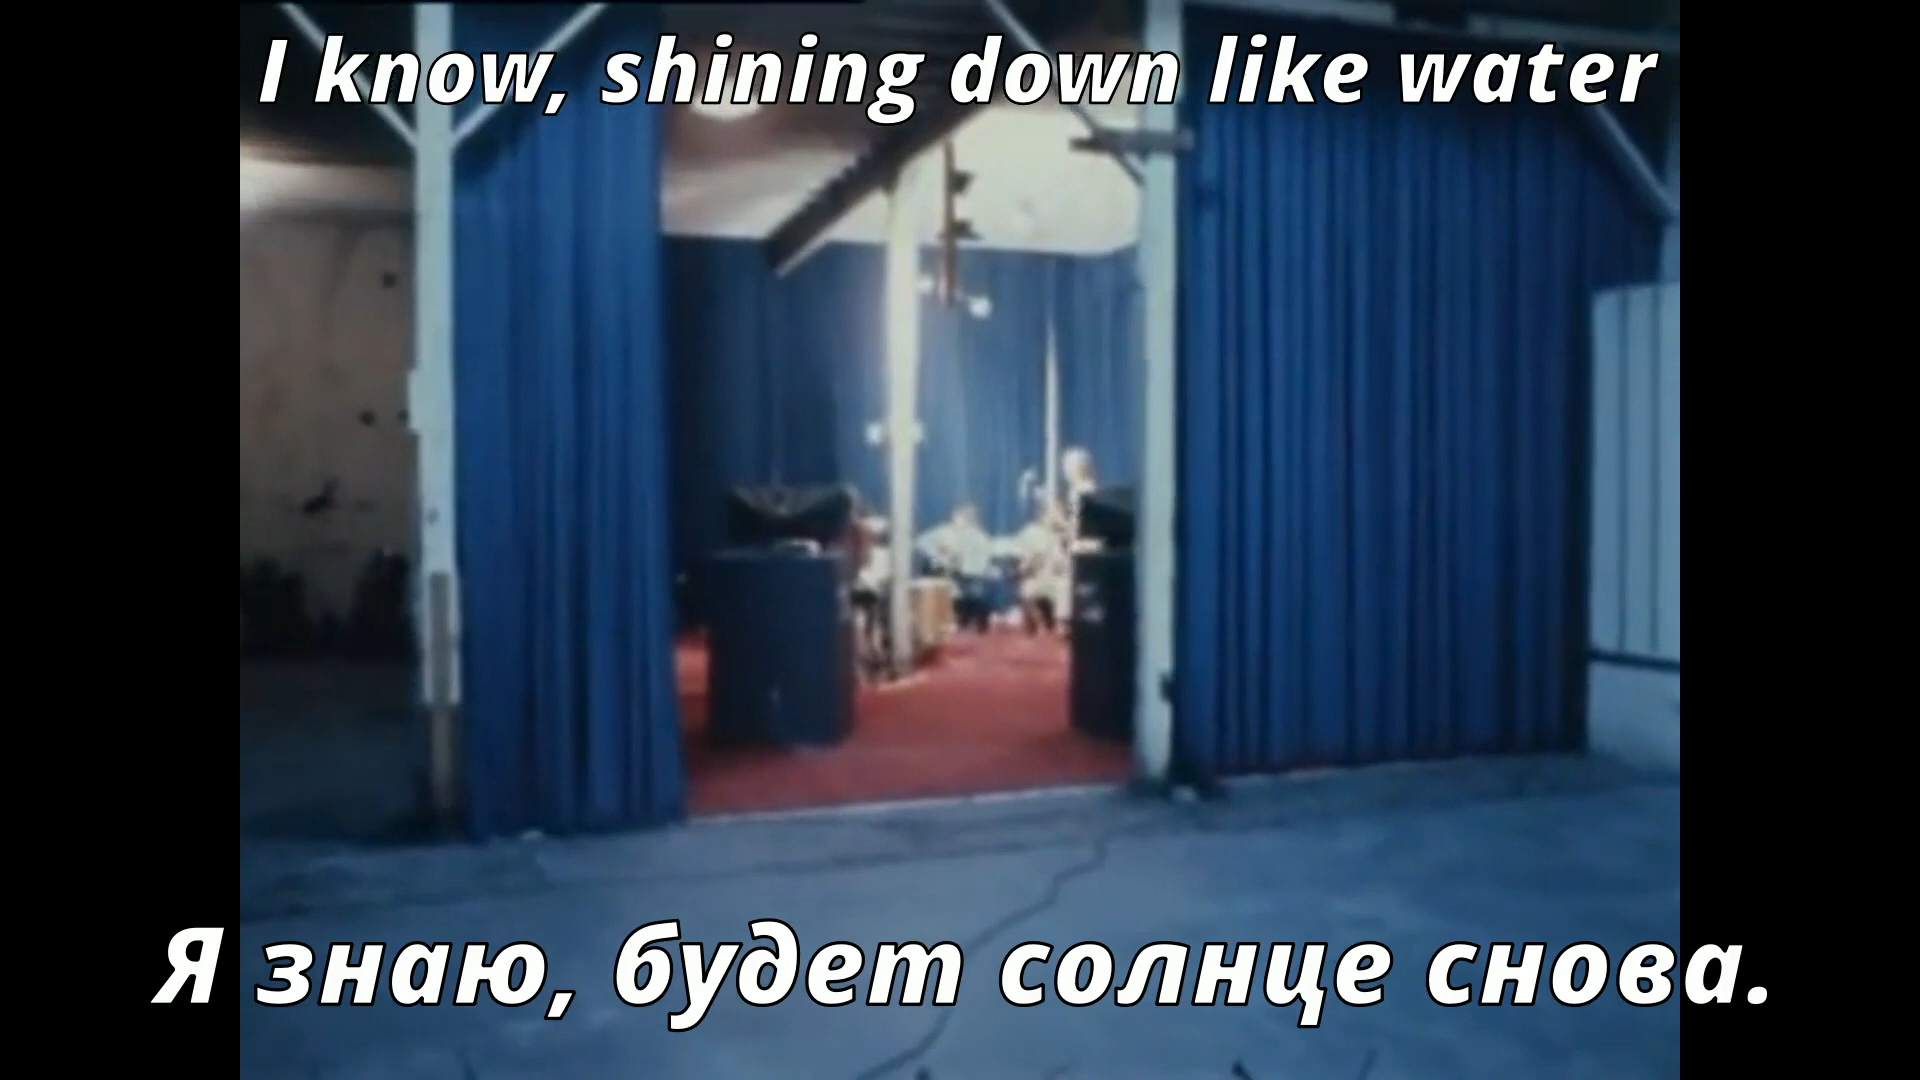 I know, shining down like water
Я знаю, будет солнце снова.